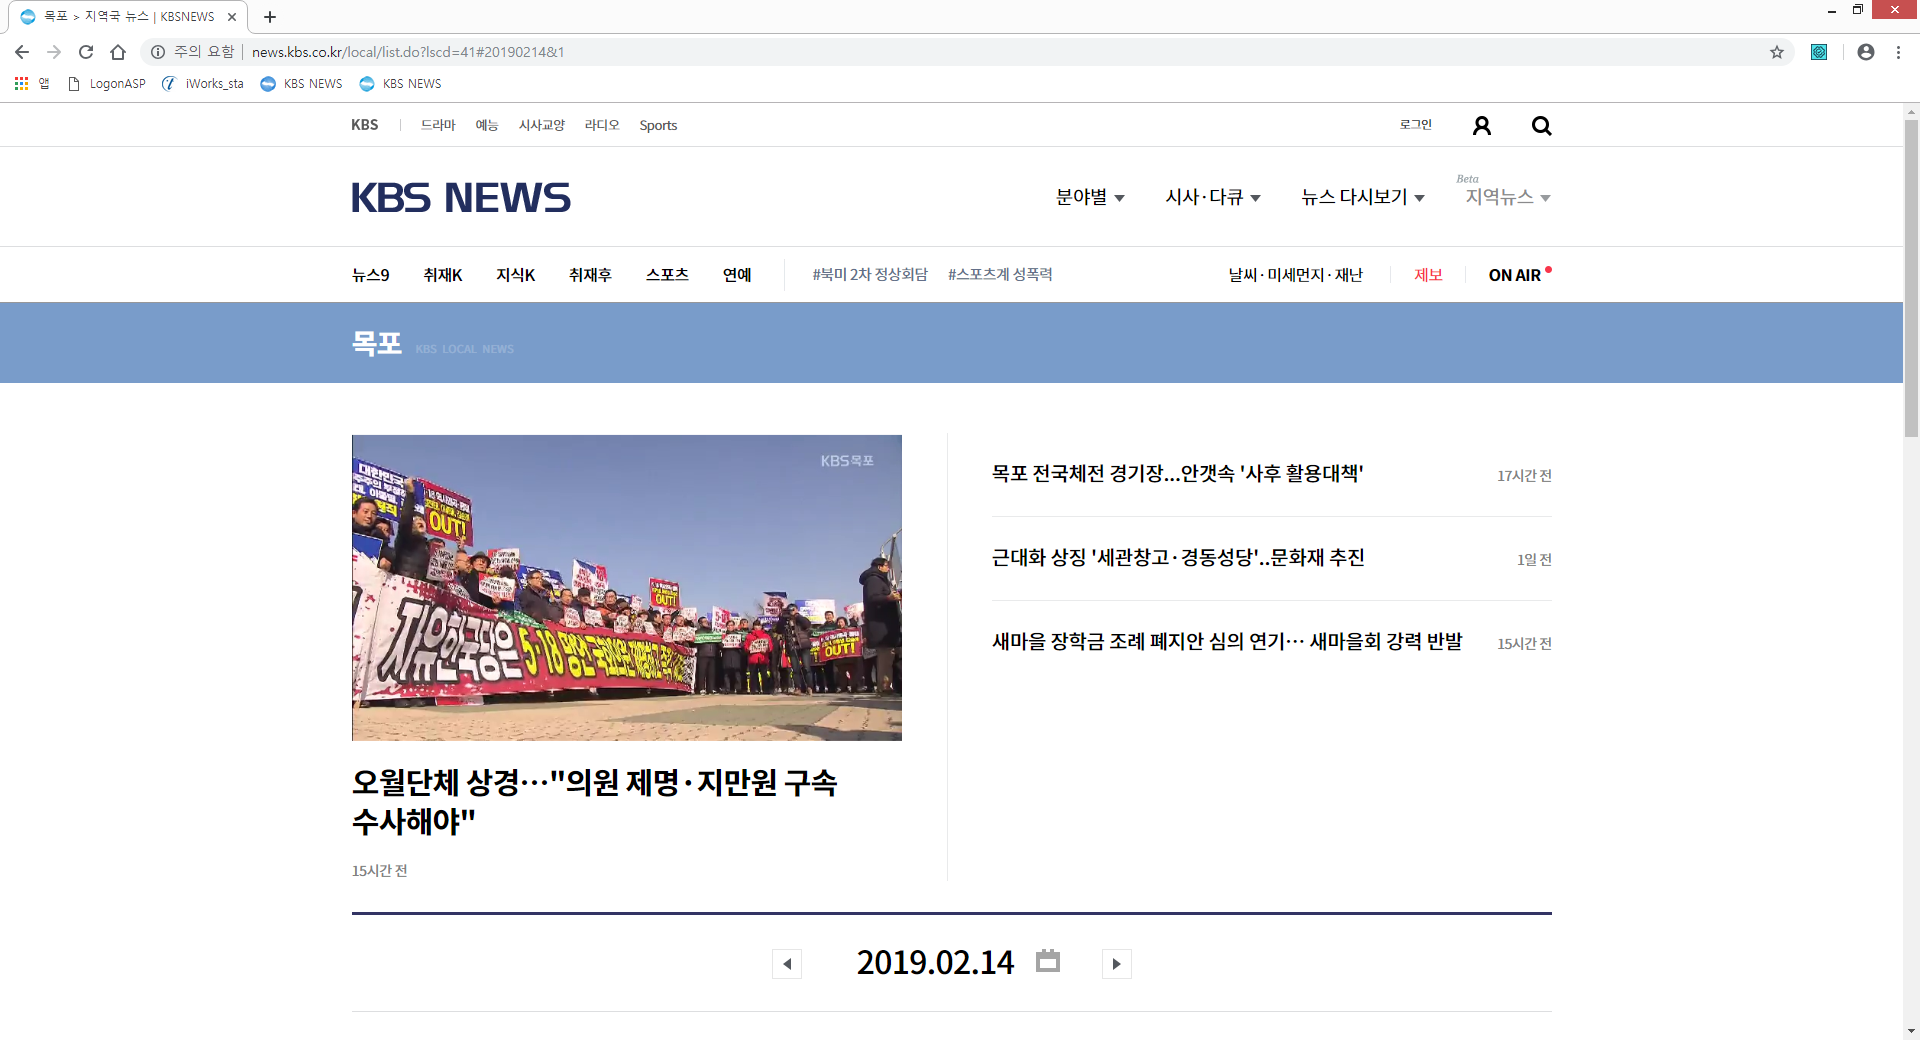 목포 > 지역국 뉴스 | KBSNEWS
주의 요함 | news.kbs.co.kr/local/list.do?lscd=41#20190214&1
앱 LogonASP iWorks_sta KBS NEWS KBS NEWS
KBS 드라마 예능 시사교양 라디오 Sports 로그인
KBS NEWS
분야별 시사·다큐 뉴스 다시보기 Beta 지역뉴스
뉴스9 취재K 지식K 취재후 스포츠 연예 #북미 2차 정상회담 #스포츠계 성폭력 날씨·미세먼지·재난 제보 ON AIR
목포 KBS LOCAL NEWS
KBS목포
대한민국
OUT!
OUT!
OUT!
자유한국당은 5·18 망언 국회의원
오월단체 상경…"의원 제명·지만원 구속
수사해야"
15시간 전
목포 전국체전 경기장...안갯속 '사후 활용대책' 17시간 전
근대화 상징 '세관창고·경동성당'..문화재 추진 1일 전
새마을 장학금 조례 폐지안 심의 연기… 새마을회 강력 반발 15시간 전
2019.02.14